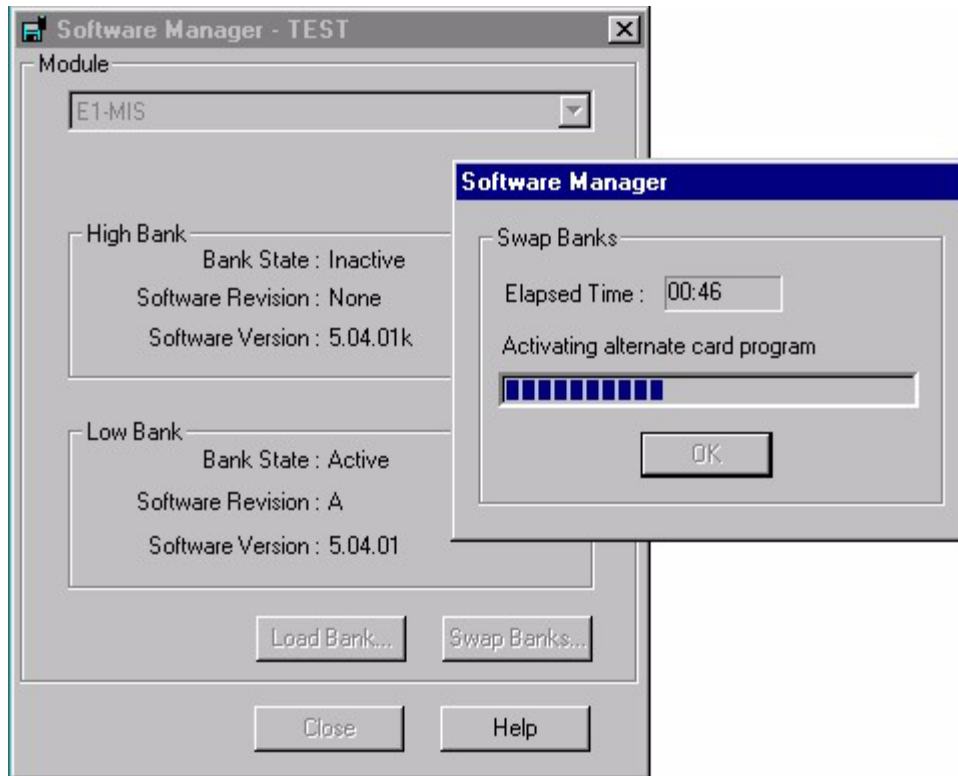 Software Manager - TEST
Module
E1-MIS
High Bank
Bank State : Inactive
Software Revision : None
Software Version : 5.04.01k
Low Bank
Bank State : Active
Software Revision : A
Software Version : 5.04.01
Load Bank...
Swap Banks...
Close
Help
Software Manager
Swap Banks
Elapsed Time : 00:46
Activating alternate card program
OK